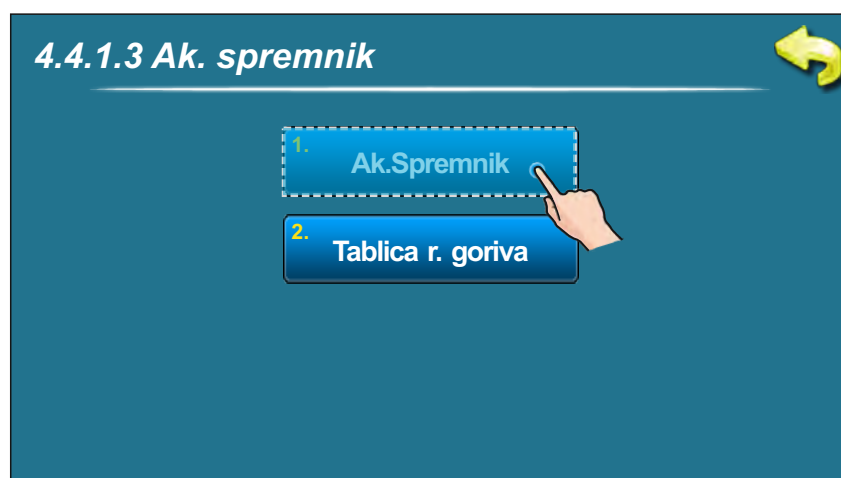 4.4.1.3 Ak. spremnik
1.
Ak.Spremnik
2.
Tablica r. goriva